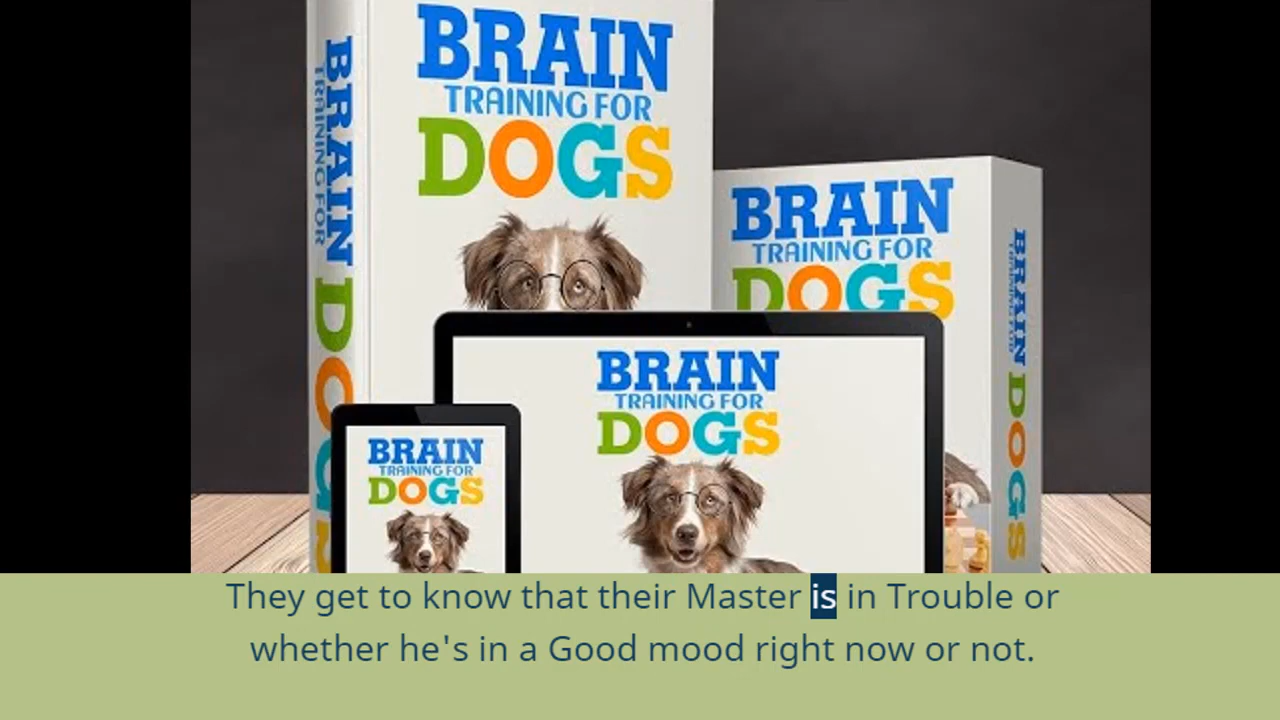 BRAIN
TRAINING FOR
DOGS
BRAIN TRAINING FOR DOGS
BRAIN
TRAINING FOR
DOGS
BRAIN TRAINING FOR DOGS
BRAIN
TRAINING FOR
DOGS
BRAIN
TRAINING FOR
DOGS
They get to know that their Master is in Trouble or
whether he's in a Good mood right now or not.